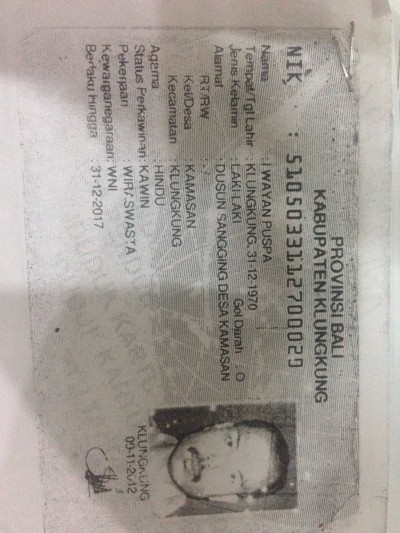 PROVINSI BALI
KABUPATEN KLUNGKUNG
NIK : 5105033112700029
Nama : I WAYAN PUSPA
Tempat/Tgl Lahir : KLUNGKUNG, 31-12-1970
Jenis Kelamin : LAKI-LAKI Gol Darah : O
Alamat : DUSUN SANGGING DESA KAMASAN
RT/RW : - / -
Kel/Desa : KAMASAN
Kecamatan : KLUNGKUNG
Agama : HINDU
Status Perkawinan: KAWIN
Pekerjaan : WIRASWASTA
Kewarganegaraan: WNI
Berlaku Hingga : 31-12-2017
KLUNGKUNG
09-11-2012